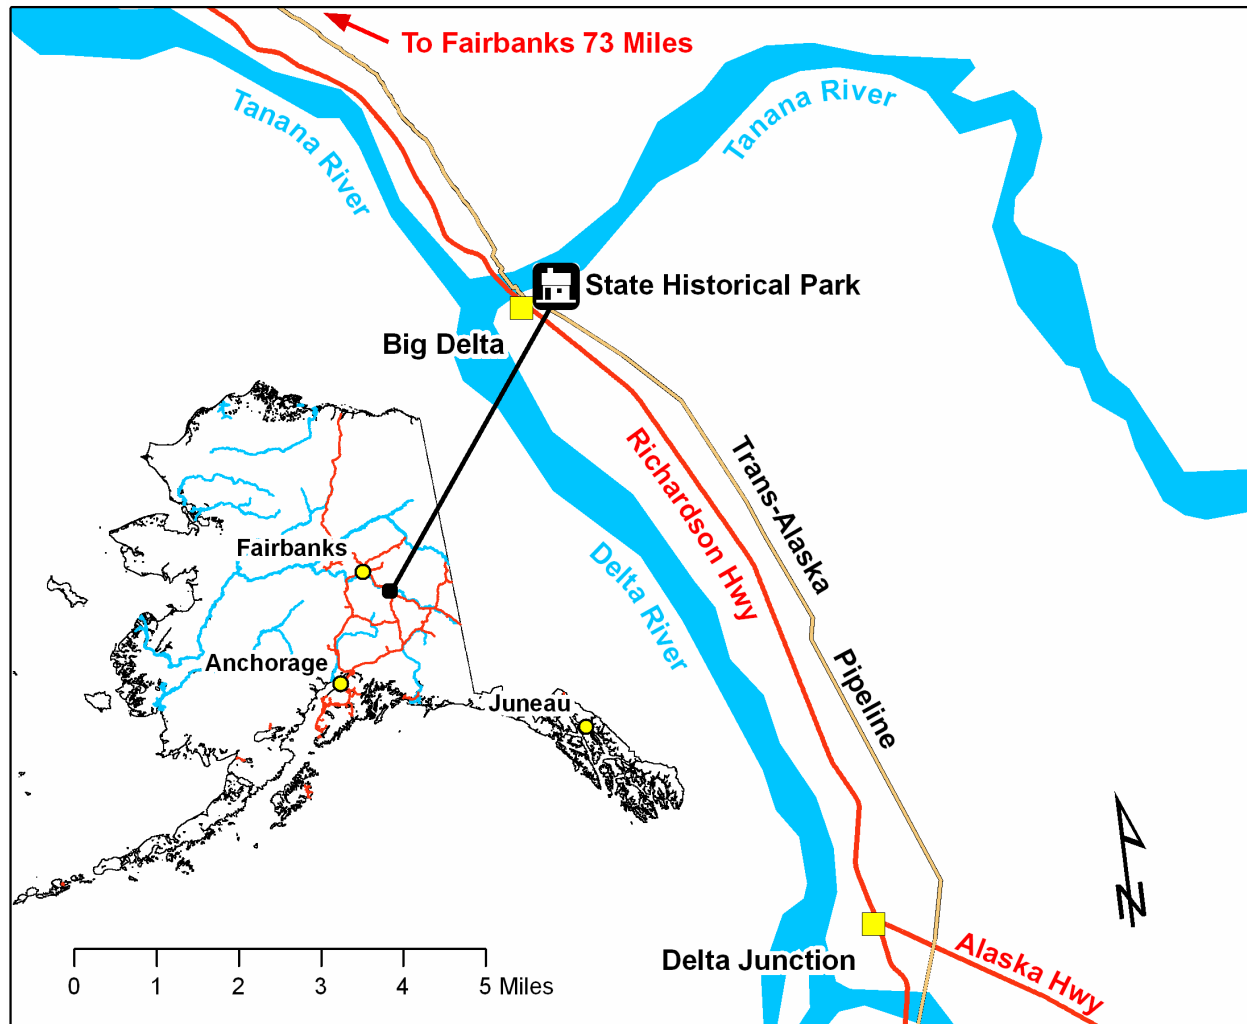 To Fairbanks 73 Miles
Tanana River
Tanana River
State Historical Park
Big Delta
Richardson Hwy
Trans-Alaska
Pipeline
Delta River
Fairbanks
Anchorage
Juneau
N
Delta Junction
Alaska Hwy
0 1 2 3 4 5 Miles